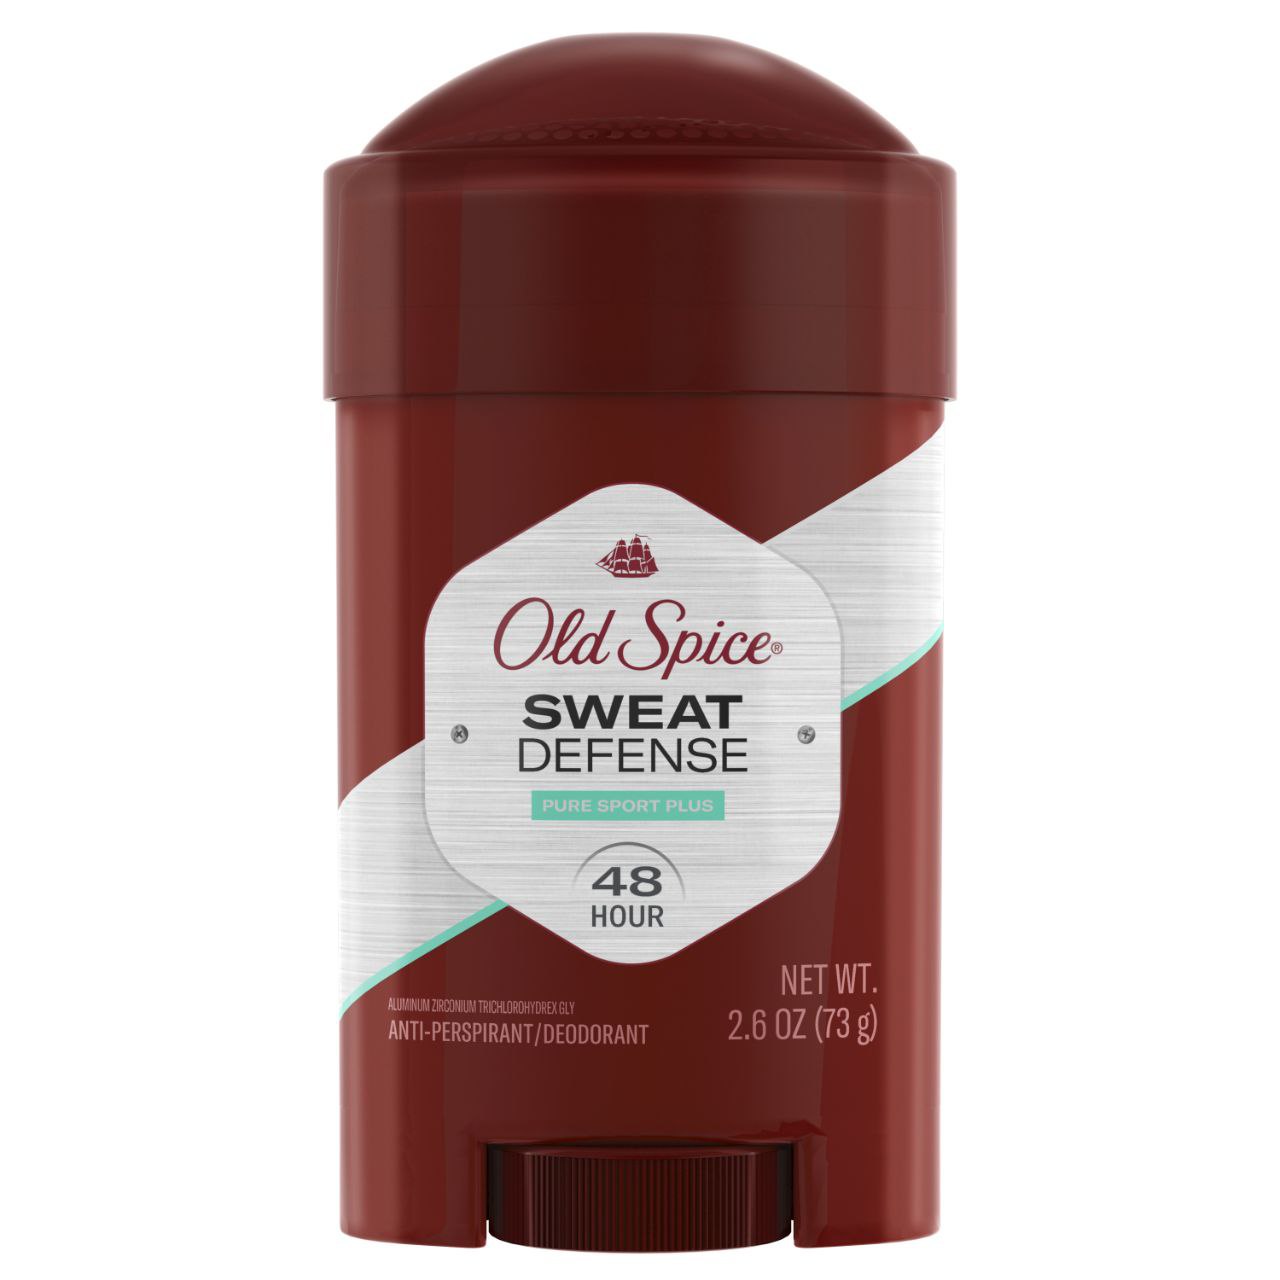 Old Spice®
SWEAT
DEFENSE
PURE SPORT PLUS
48
HOUR
NET WT.
2.6 OZ (73 g)
ALUMINUM ZIRCONIUM TRICHLOROHYDREX GLY
ANTI-PERSPIRANT/DEODORANT